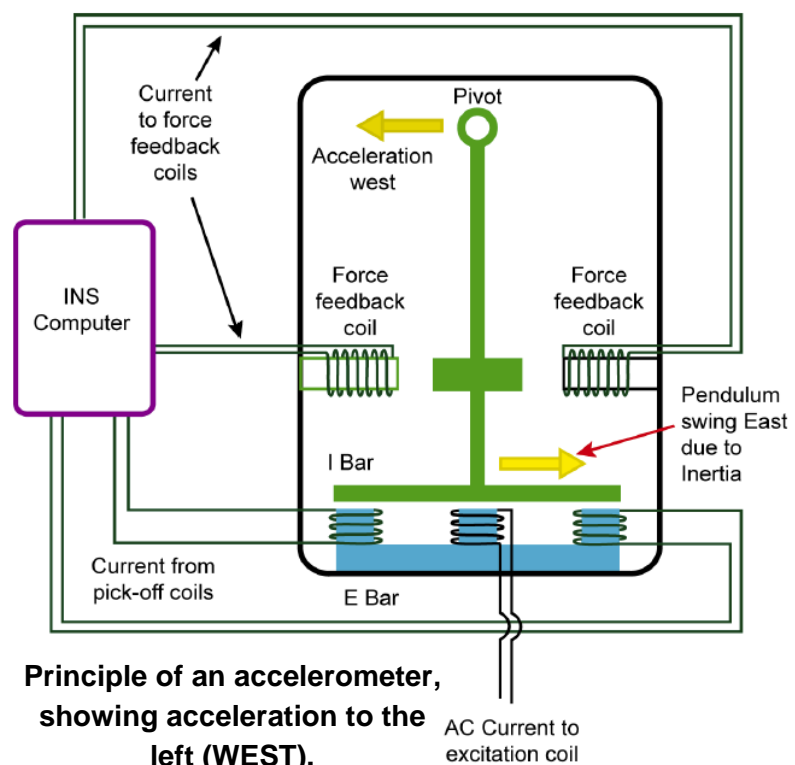 Current
to force
feedback
coils
Pivot
Acceleration
west
INS
Computer
Force
feedback
coil
Force
feedback
coil
Pendulum
swing East
due to
Inertia
I Bar
Current from
pick-off coils
E Bar
Principle of an accelerometer,
showing acceleration to the
left (WEST).
AC Current to
excitation coil